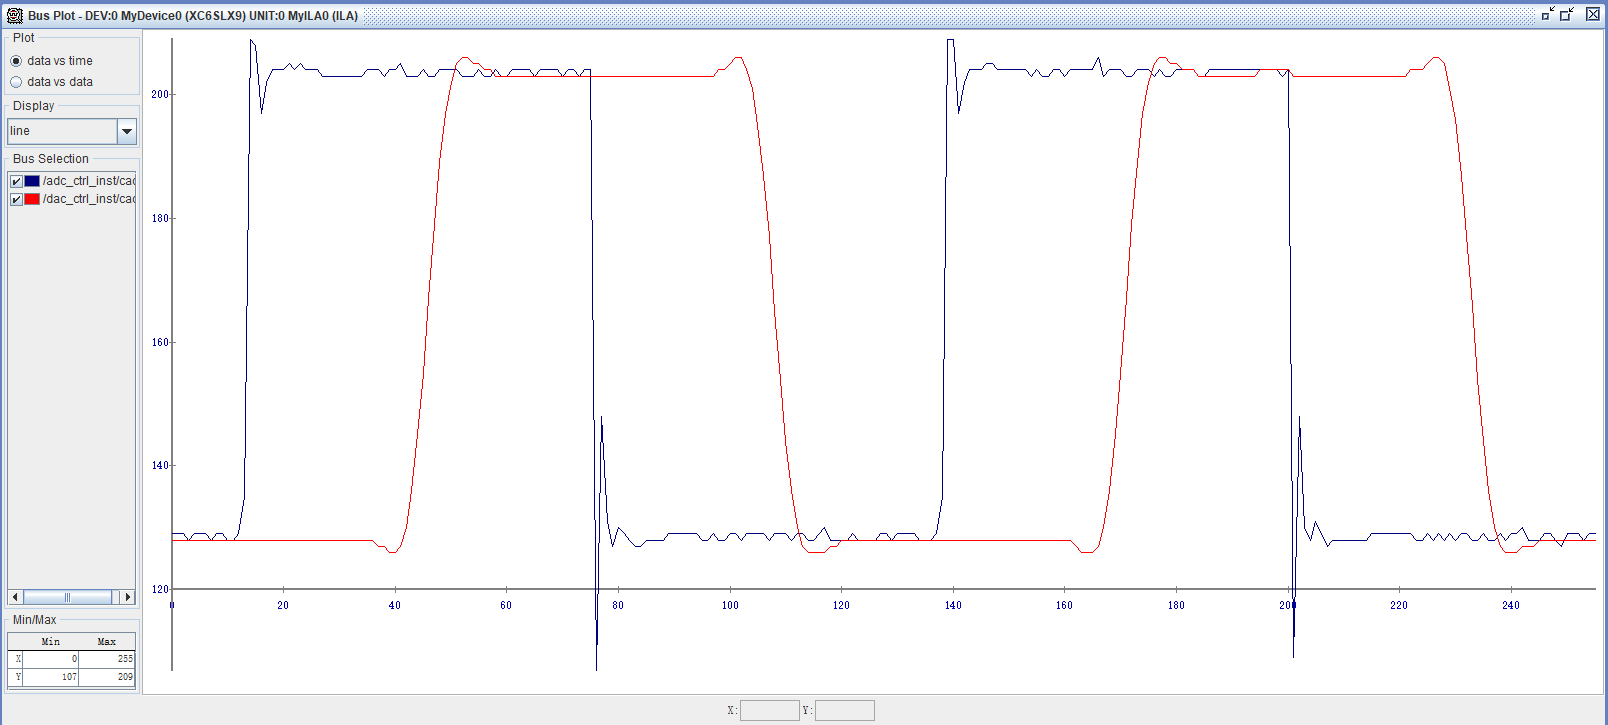 Bus Plot - DEV:0 MyDevice0 (XC6SLX9) UNIT:0 MyILA0 (ILA)
Plot
data vs time
data vs data
Display
line
Bus Selection
/adc_ctrl_inst/cac
/dac_ctrl_inst/cac
Min/Max
Min Max
X 0 255
Y 107 209
200
180
160
140
120
0 20 40 60 80 100 120 140 160 180 200 220 240
X: Y: